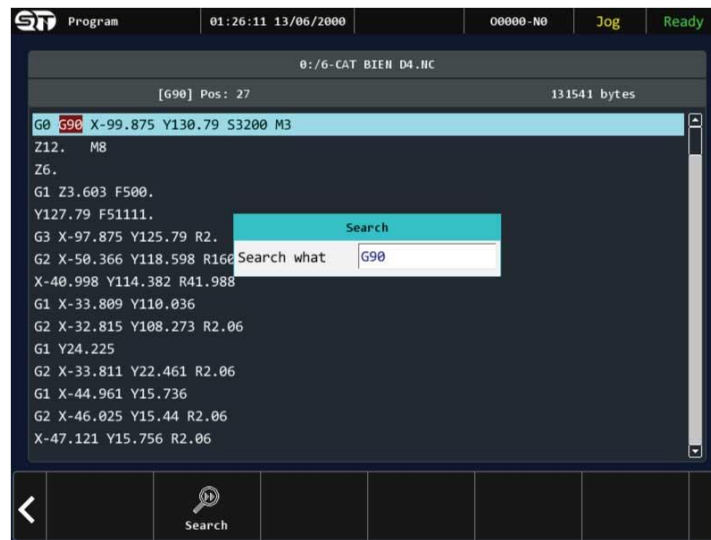 Program 01:26:11 13/06/2000 O0000-N0 Jog Ready
0:/6-CAT BIEN D4.NC
[G90] Pos: 27 131541 bytes
G0 G90 X-99.875 Y130.79 S3200 M3
Z12. M8
Z6.
G1 Z3.603 F500.
Y127.79 F51111.
G3 X-97.875 Y125.79 R2.
G2 X-50.366 Y118.598 R160
X-40.998 Y114.382 R41.988
G1 X-33.809 Y110.036
G2 X-32.815 Y108.273 R2.06
G1 Y24.225
G2 X-33.811 Y22.461 R2.06
G1 X-44.961 Y15.736
G2 X-46.025 Y15.44 R2.06
X-47.121 Y15.756 R2.06
Search
Search what G90
Search